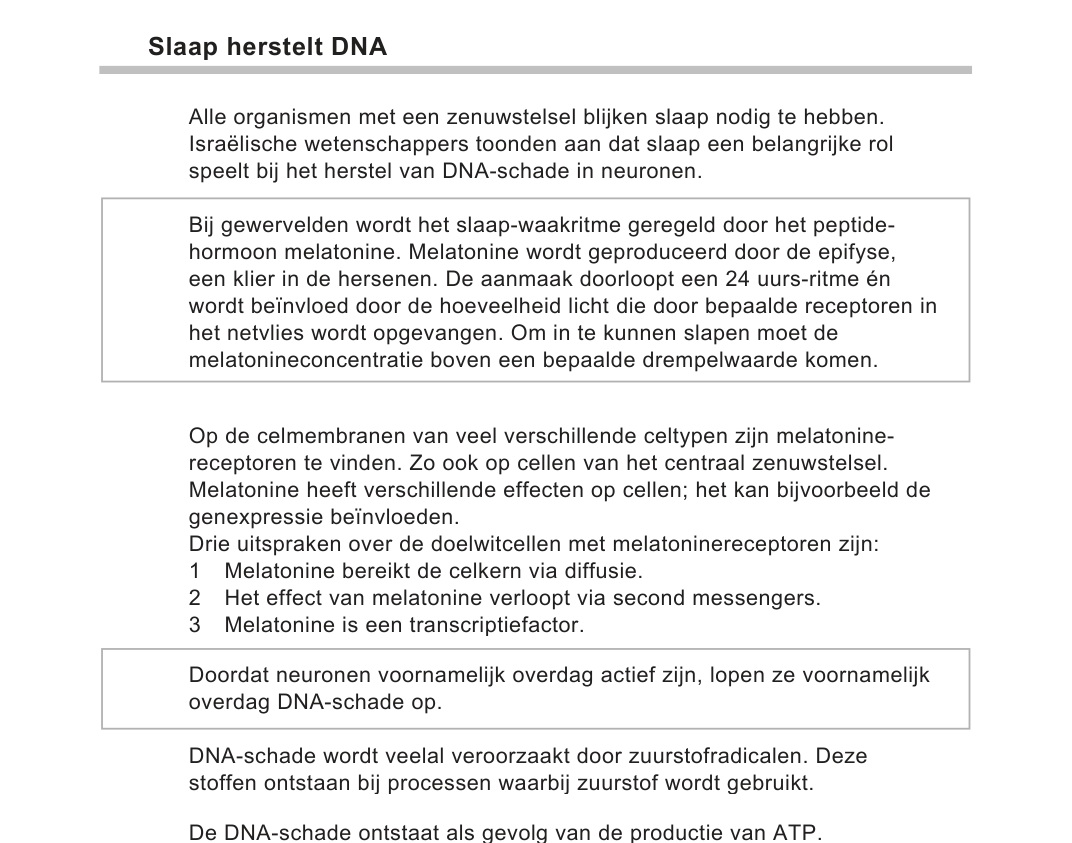 Slaap herstelt DNA
Alle organismen met een zenuwstelsel blijken slaap nodig te hebben.
Israëlische wetenschappers toonden aan dat slaap een belangrijke rol
speelt bij het herstel van DNA-schade in neuronen.
Bij gewervelden wordt het slaap-waakritme geregeld door het peptide-
hormoon melatonine. Melatonine wordt geproduceerd door de epifyse,
een klier in de hersenen. De aanmaak doorloopt een 24 uurs-ritme én
wordt beïnvloed door de hoeveelheid licht die door bepaalde receptoren in
het netvlies wordt opgevangen. Om in te kunnen slapen moet de
melatonineconcentratie boven een bepaalde drempelwaarde komen.
Op de celmembranen van veel verschillende celtypen zijn melatonine-
receptoren te vinden. Zo ook op cellen van het centraal zenuwstelsel.
Melatonine heeft verschillende effecten op cellen; het kan bijvoorbeeld de
genexpressie beïnvloeden.
Drie uitspraken over de doelwitcellen met melatoninereceptoren zijn:
1 Melatonine bereikt de celkern via diffusie.
2 Het effect van melatonine verloopt via second messengers.
3 Melatonine is een transcriptiefactor.
Doordat neuronen voornamelijk overdag actief zijn, lopen ze voornamelijk
overdag DNA-schade op.
DNA-schade wordt veelal veroorzaakt door zuurstofradicalen. Deze
stoffen ontstaan bij processen waarbij zuurstof wordt gebruikt.
De DNA-schade ontstaat als gevolg van de productie van ATP.